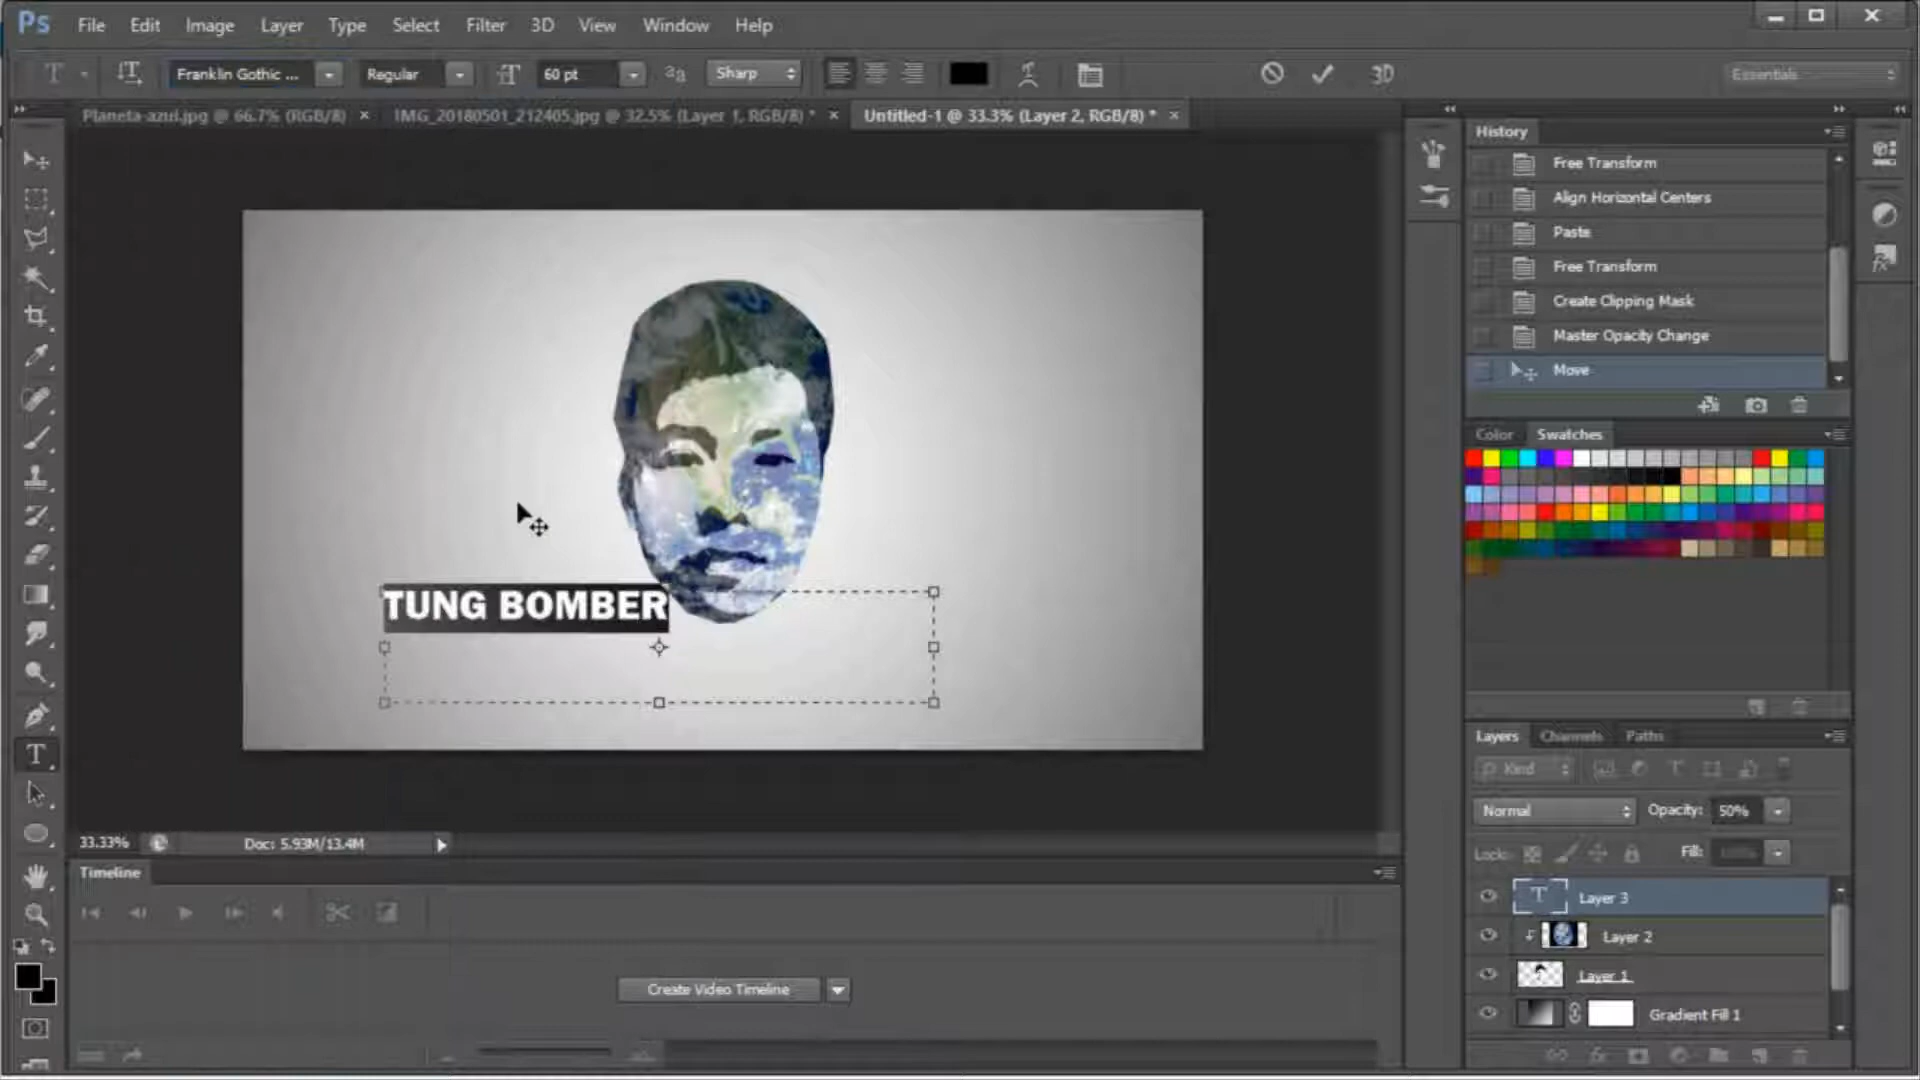 Ps File Edit Image Layer Type Select Filter 3D View Window Help
T Franklin Gothic ... Regular 60 pt aa Sharp 3D Essentials
Planeta-azul.jpg @ 66.7% (RGB/8) × IMG_20180501_212405.jpg @ 32.5% (Layer 1, RGB/8) * × Untitled-1 @ 33.3% (Layer 2, RGB/8) * ×
History
Free Transform
Align Horizontal Centers
Paste
Free Transform
Create Clipping Mask
Master Opacity Change
Move
Color Swatches
TUNG BOMBER
Layers Channels Paths
Kind
Normal Opacity: 50%
Lock: Fill:
Layer 3
Layer 2
Layer 1
Gradient Fill 1
33.33% Doc: 5.93M/13.4M
Timeline
Create Video Timeline